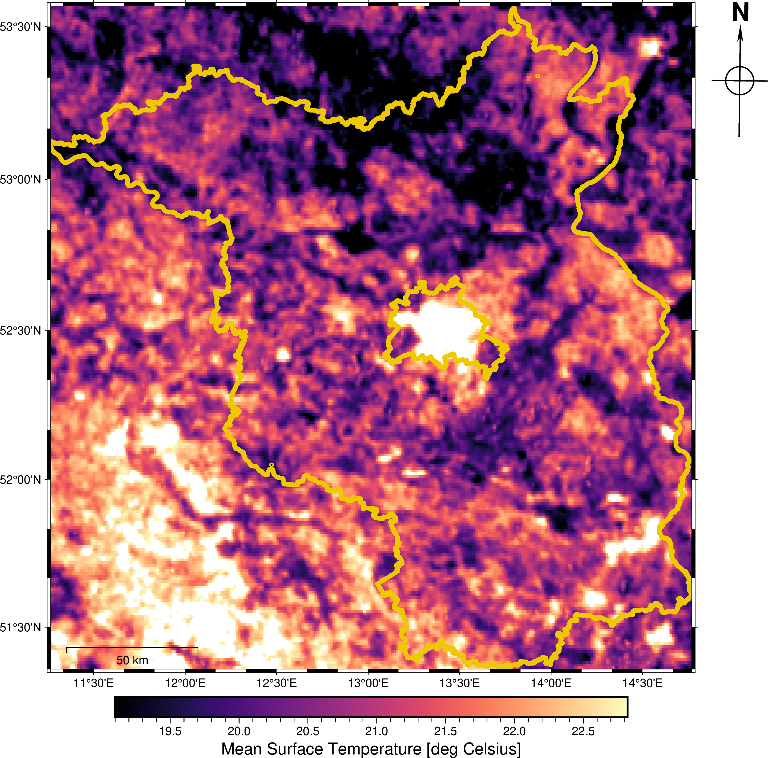 N
53°30'N
53°00'N
52°30'N
52°00'N
51°30'N
50 km
11°30'E 12°00'E 12°30'E 13°00'E 13°30'E 14°00'E 14°30'E
19.5 20.0 20.5 21.0 21.5 22.0 22.5
Mean Surface Temperature [deg Celsius]